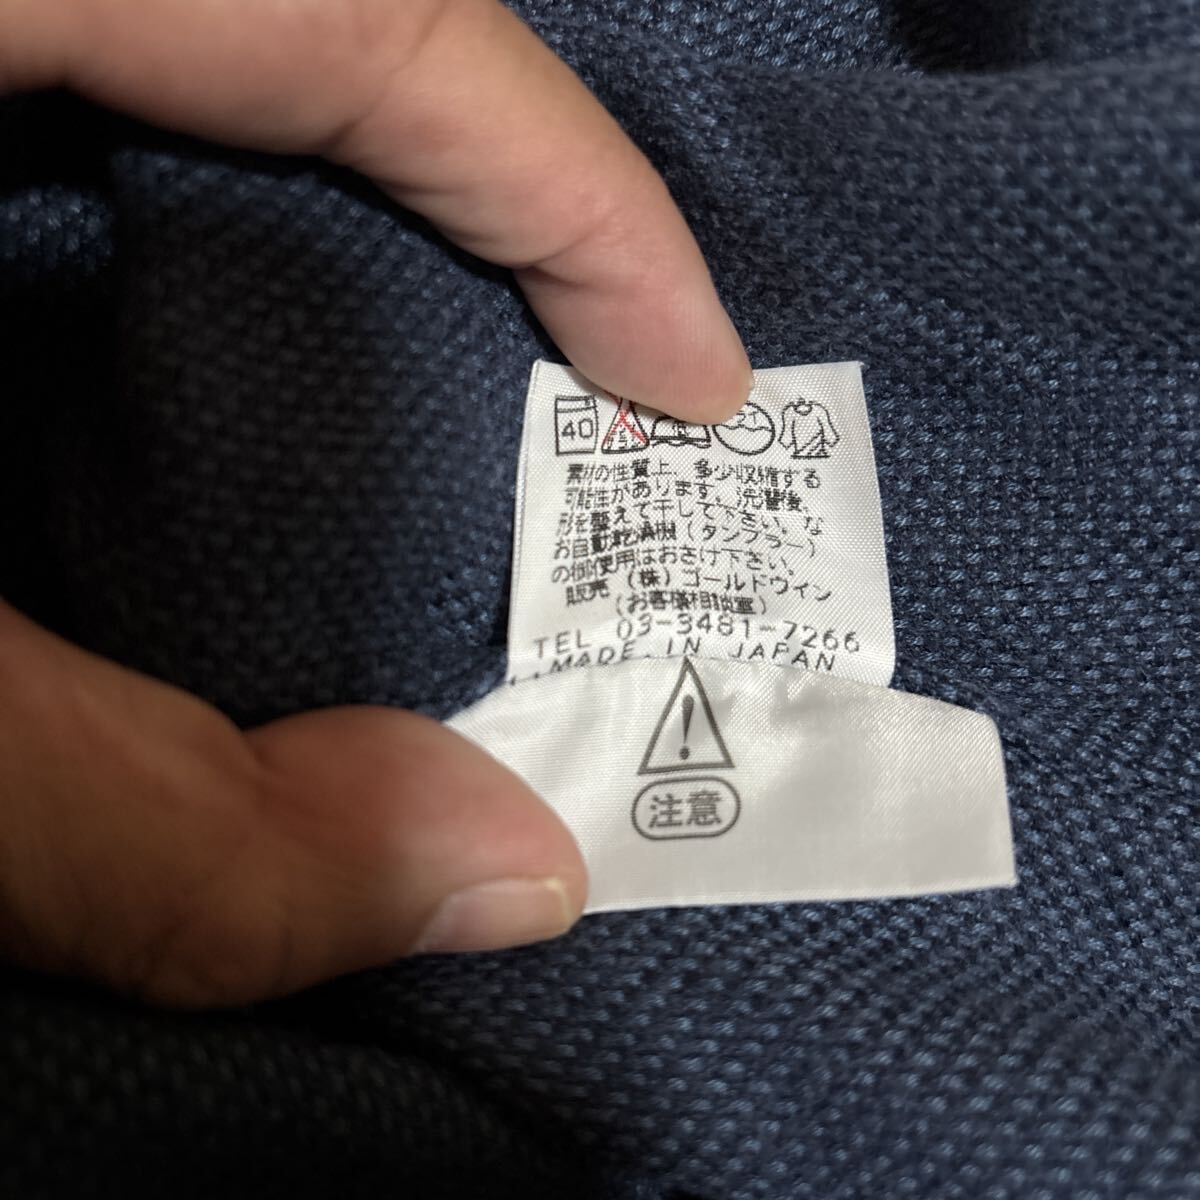 40
素材の性質上、多少収縮する
可能性があります。洗濯後、
形を整えて干して下さい。な
お自動乾燥機(タンブラー)
の御使用はおさけ下さい。
販売 (株)ゴールドウイン
(お客様相談室)
TEL 03-3481-7266
MADE IN JAPAN
注意